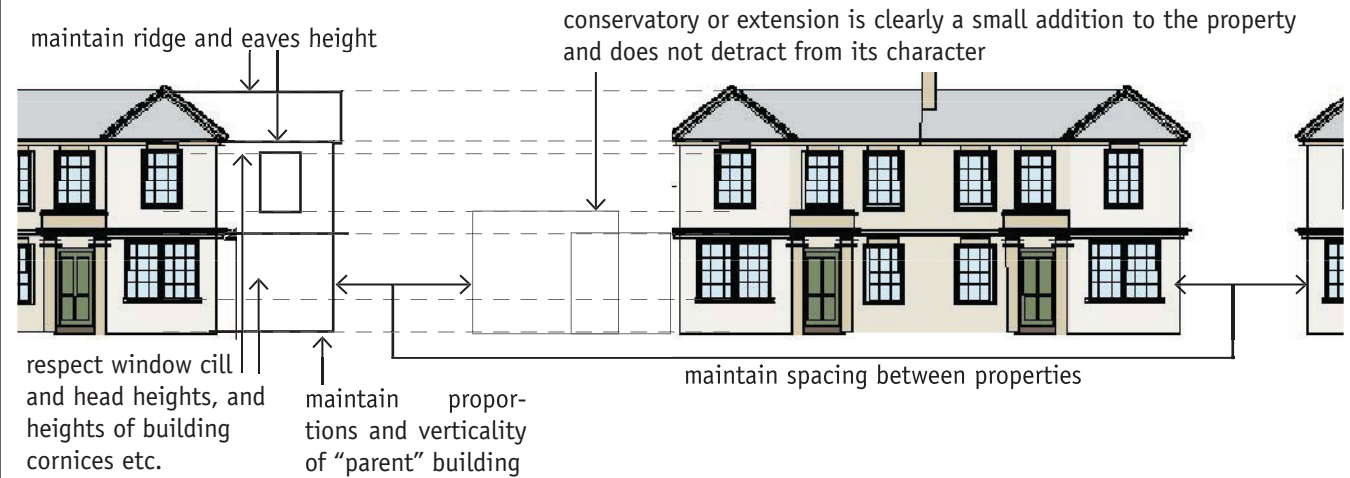 maintain ridge and eaves height
conservatory or extension is clearly a small addition to the property
and does not detract from its character
respect window cill
and head heights, and
heights of building
cornices etc.
maintain propor-
tions and verticality
of “parent” building
maintain spacing between properties